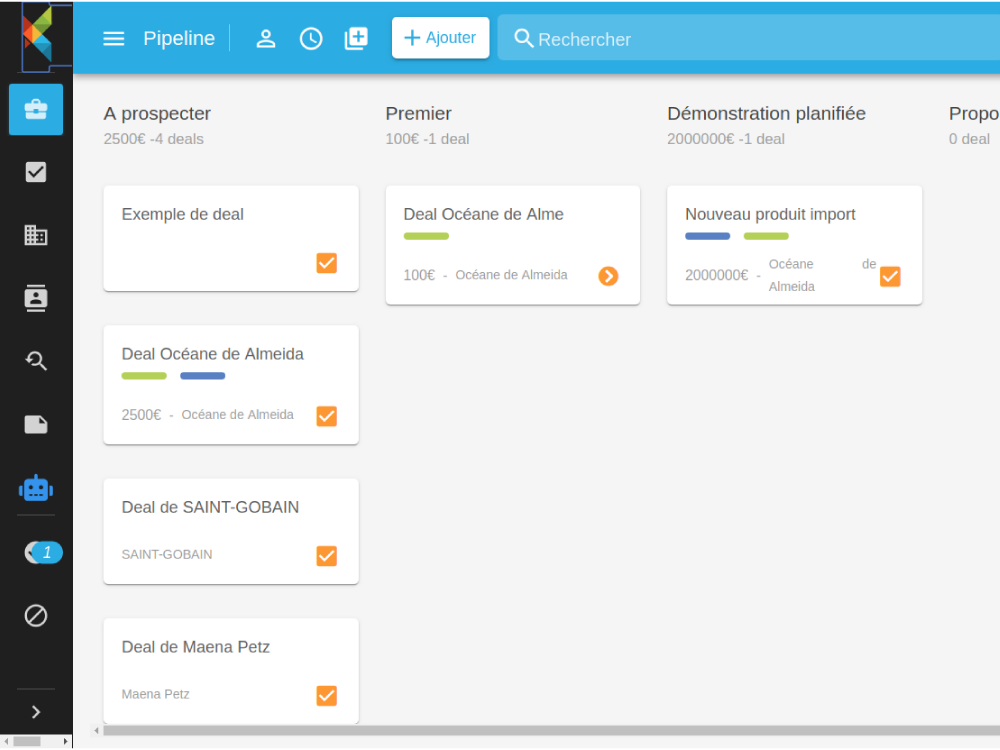 Pipeline
Ajouter
Rechercher
A prospecter
2500€ -4 deals
Premier
100€ -1 deal
Démonstration planifiée
2000000€ -1 deal
Propo
0 deal
Exemple de deal
Deal Océane de Almeida
2500€ - Océane de Almeida
Deal de SAINT-GOBAIN
SAINT-GOBAIN
Deal de Maena Petz
Maena Petz
Deal Océane de Alme
100€ - Océane de Almeida
Nouveau produit import
2000000€ - Océane de
Almeida
1